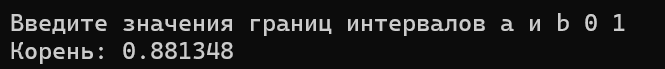 Введите значения границ интервалов a и b 0 1
Корень: 0.881348